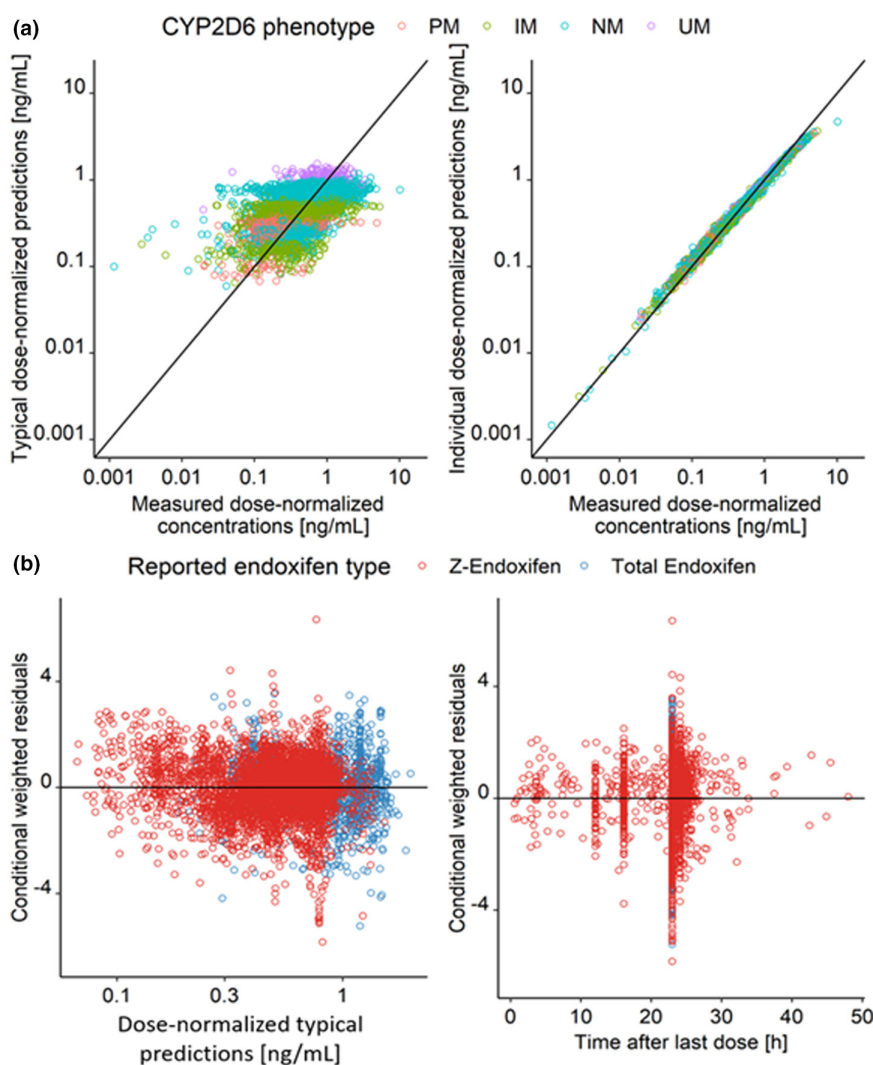 (a)
CYP2D6 phenotype PM IM NM UM
Typical dose-normalized predictions [ng/mL]
10
1
0.1
0.01
0.001
0.001 0.01 0.1 1 10
Measured dose-normalized
concentrations [ng/mL]
Individual dose-normalized predictions [ng/mL]
10
1
0.1
0.01
0.001
0.001 0.01 0.1 1 10
Measured dose-normalized
concentrations [ng/mL]
(b)
Reported endoxifen type Z-Endoxifen Total Endoxifen
Conditional weighted residuals
4
0
-4
0.1 0.3 1
Dose-normalized typical
predictions [ng/mL]
Conditional weighted residuals
4
0
-4
0 10 20 30 40 50
Time after last dose [h]